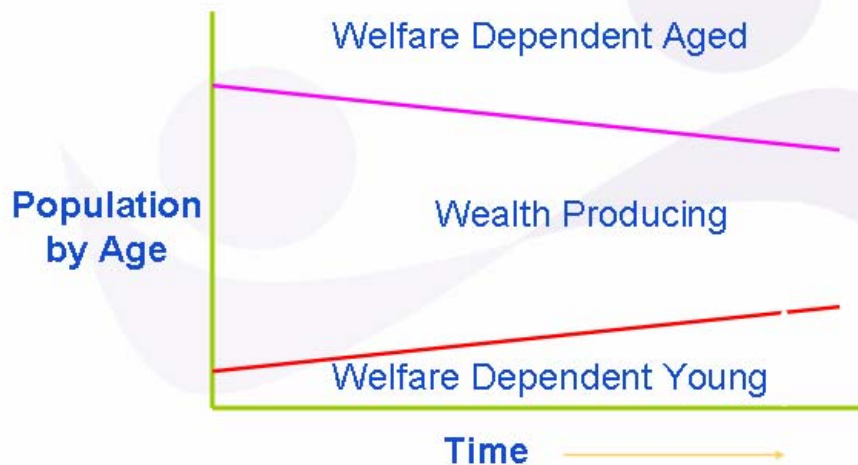 Welfare Dependent Aged
Population
by Age
Wealth Producing
Welfare Dependent Young
Time